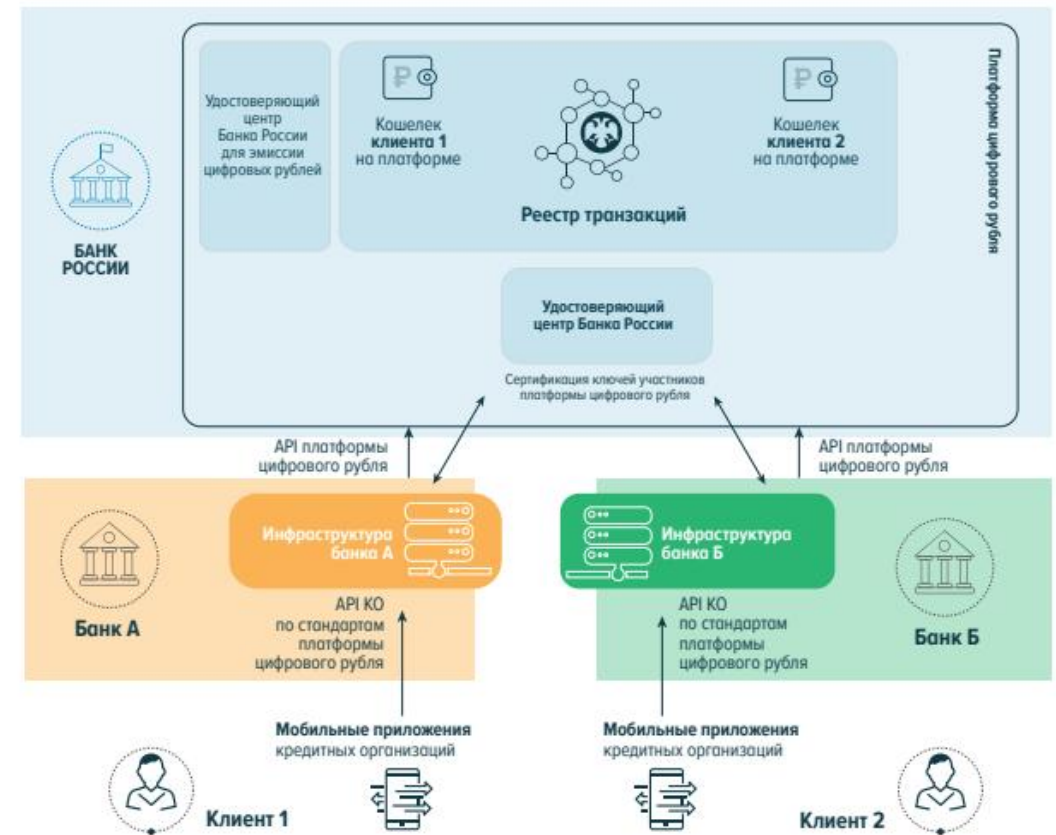 Удостоверяющий
центр
Банка России
для эмиссии
цифровых рублей
Кошелек
клиента 1
на платформе
Реестр транзакций
Кошелек
клиента 2
на платформе
Платформа цифрового рубля
БАНК
РОССИИ
Удостоверяющий
центр Банка России
Сертификация ключей участников
платформы цифрового рубля
API платформы
цифрового рубля
API платформы
цифрового рубля
Банк А
Инфраструктура
банка А
Инфраструктура
банка Б
Банк Б
API КО
по стандартам
платформы
цифрового рубля
API КО
по стандартам
платформы
цифрового рубля
Мобильные приложения
кредитных организаций
Мобильные приложения
кредитных организаций
Клиент 1
Клиент 2